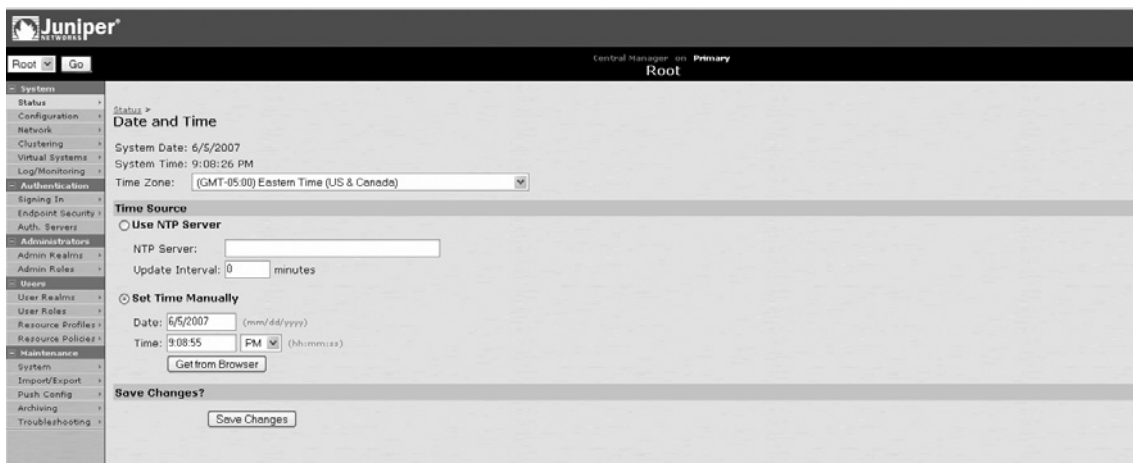 Juniper®
NETWORKS
Root Go
Central Manager on Primary
Root
System
Status
Configuration
Network
Clustering
Virtual Systems
Log/Monitoring
Authentication
Signing In
Endpoint Security
Auth. Servers
Administrators
Admin Realms
Admin Roles
Users
User Realms
User Roles
Resource Profiles
Resource Policies
Maintenance
System
Import/Export
Push Config
Archiving
Troubleshooting
Status >
Date and Time
System Date: 6/5/2007
System Time: 9:08:26 PM
Time Zone: (GMT-05:00) Eastern Time (US & Canada)
Time Source
Use NTP Server
NTP Server:
Update Interval: 0 minutes
Set Time Manually
Date: 6/5/2007 (mm/dd/yyyy)
Time: 9:08:55 PM (hh:mm:ss)
Get from Browser
Save Changes?
Save Changes